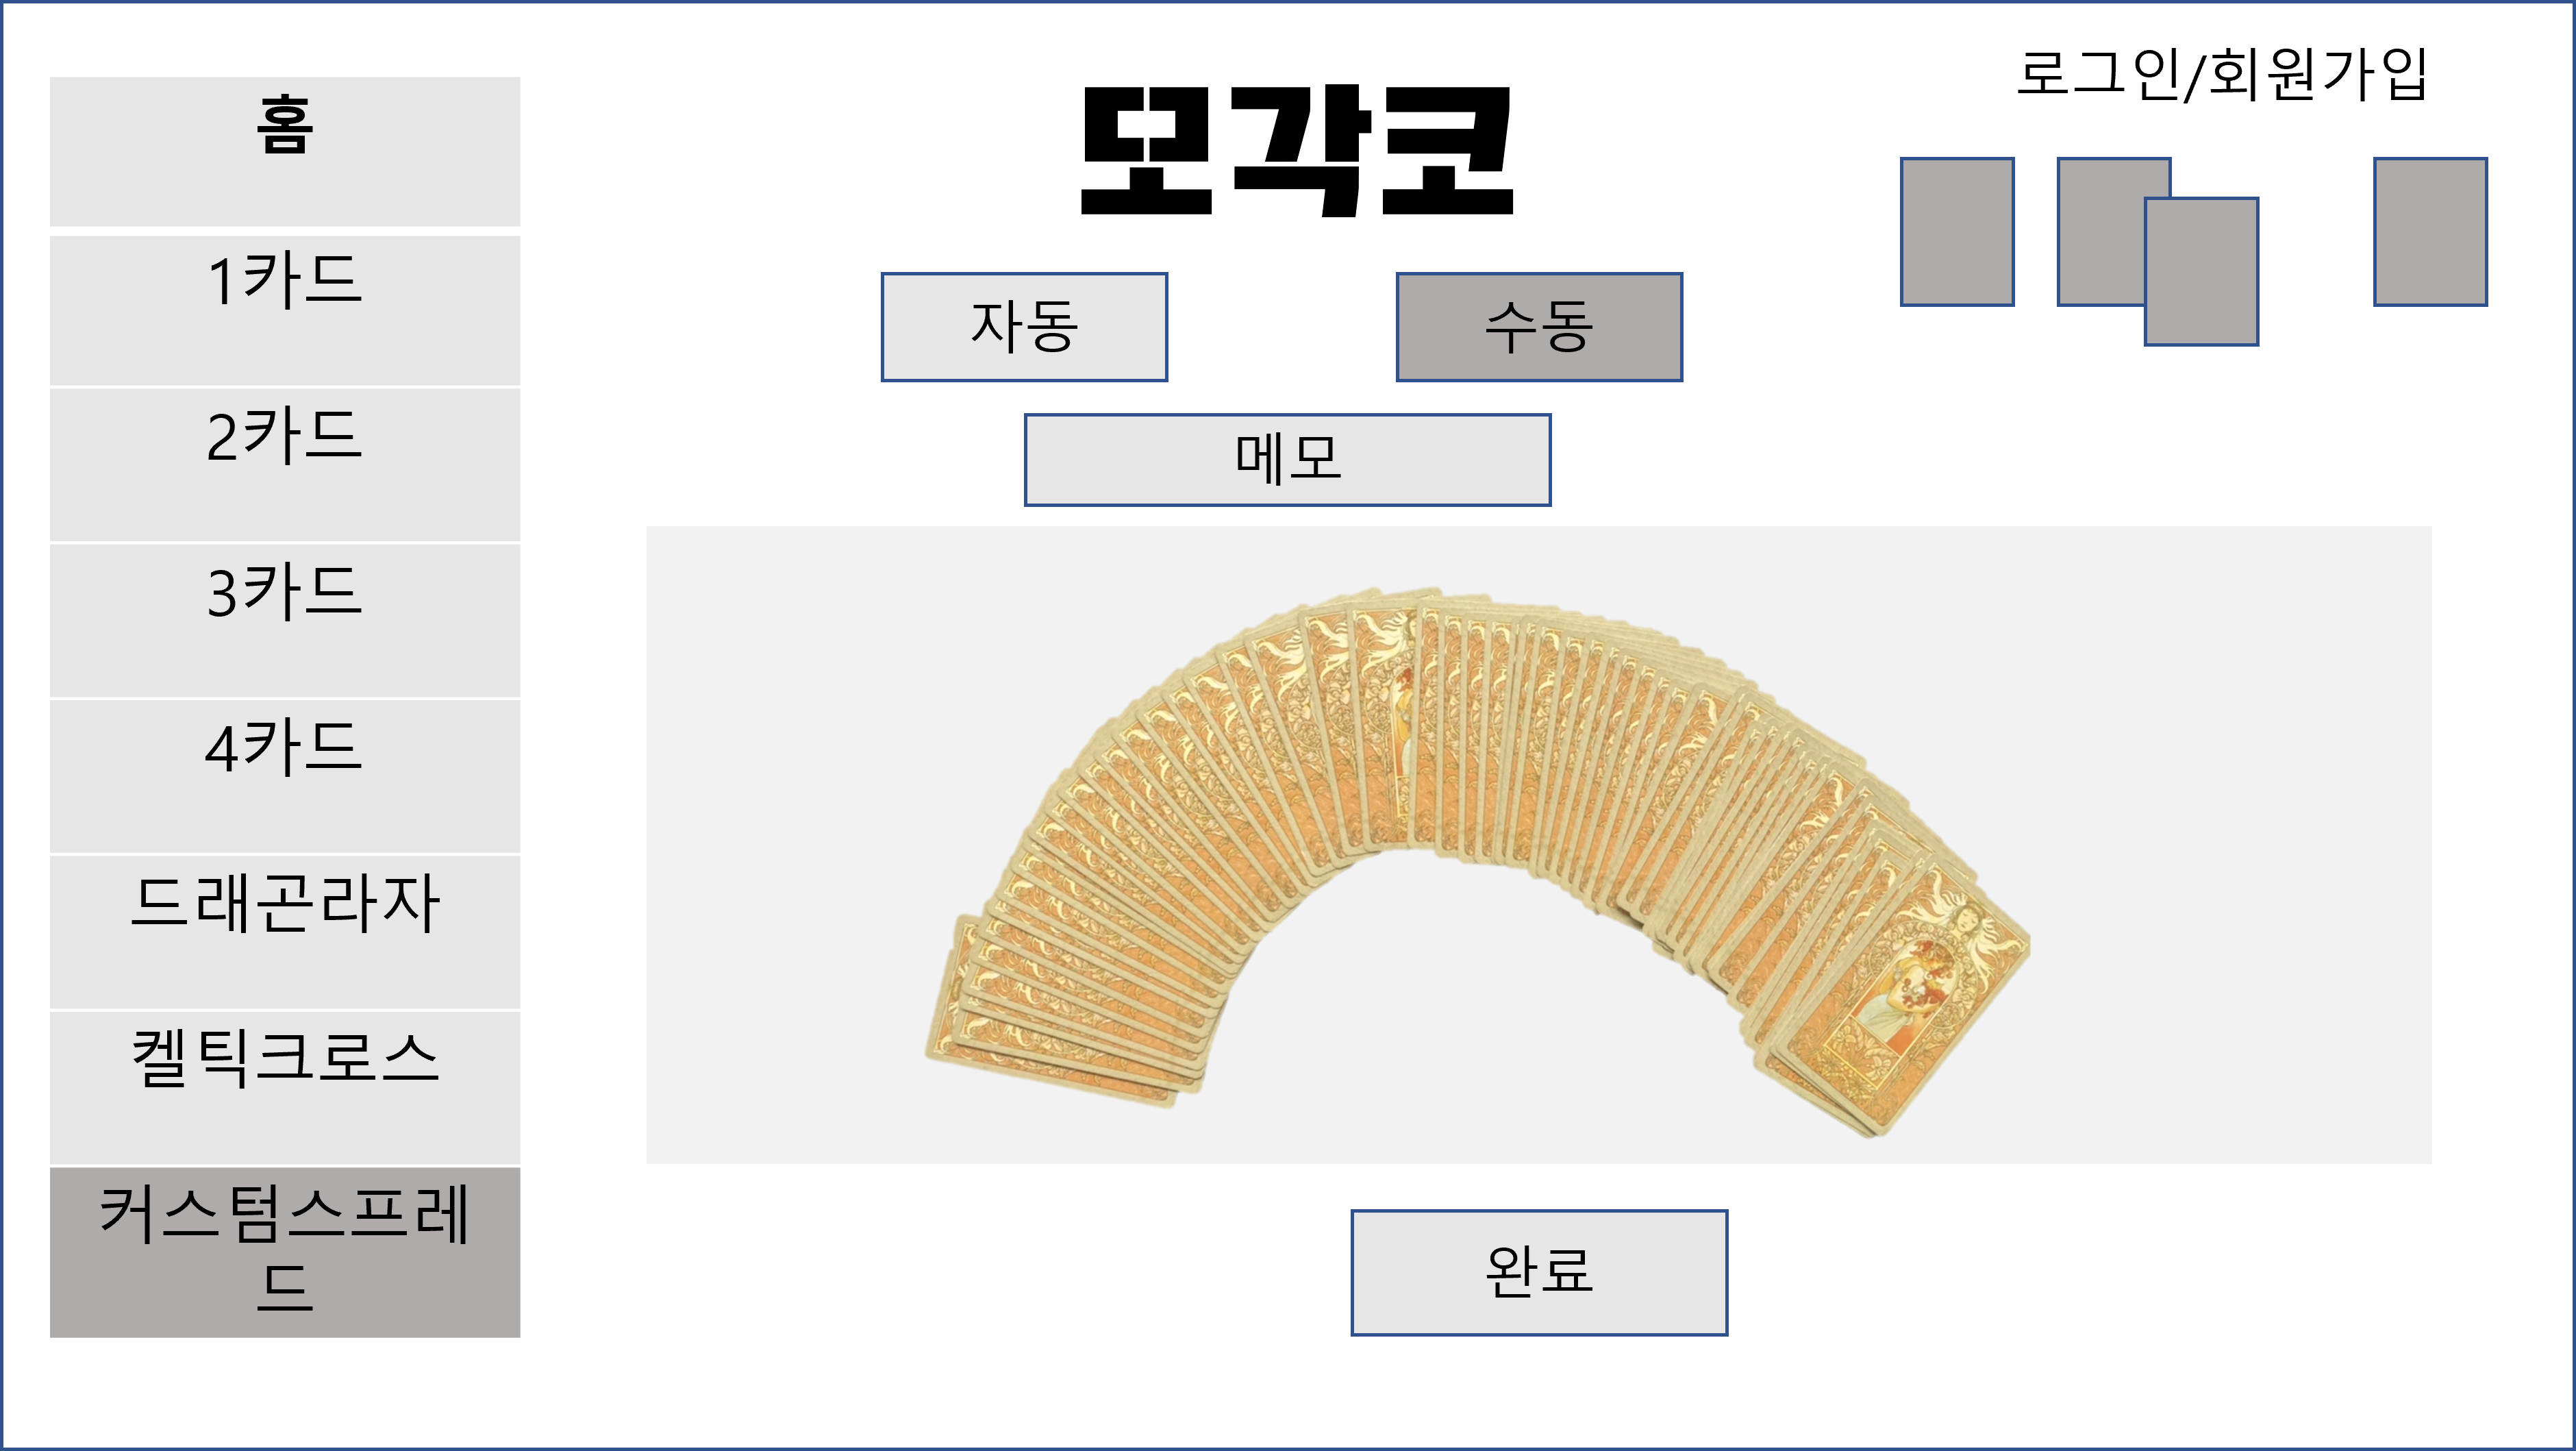 로그인/회원가입
모각코
홈
1카드
2카드
3카드
4카드
드래곤라자
켈틱크로스
커스텀스프레
드
자동
수동
메모
완료